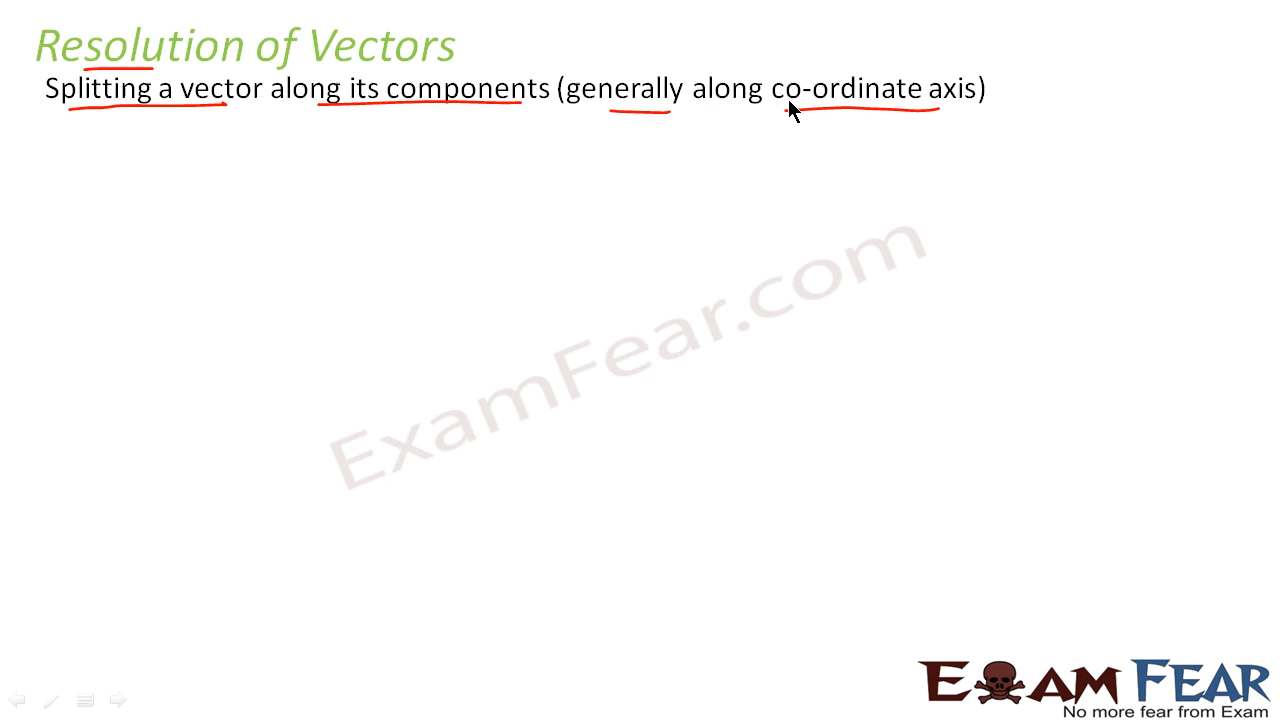 Resolution of Vectors
Splitting a vector along its components (generally along co-ordinate axis)
ExamFear.com
EXAM FEAR
No more fear from Exam